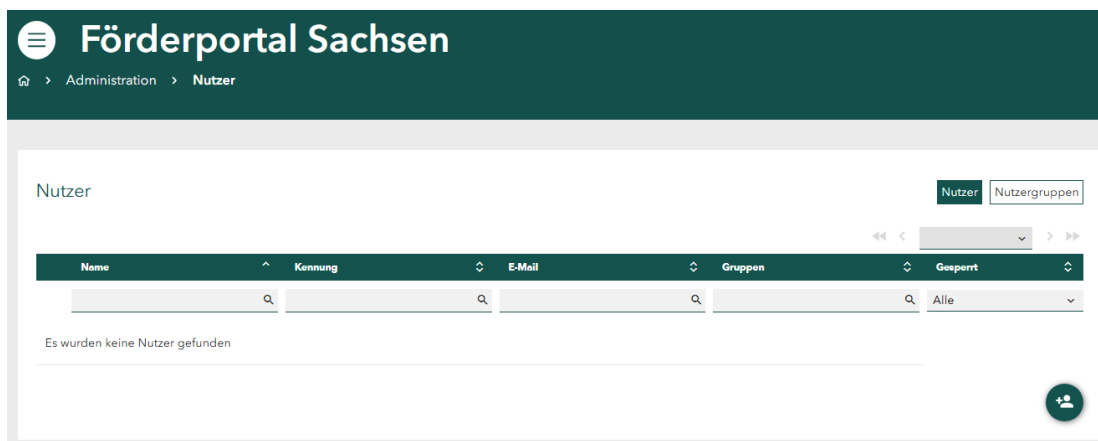 Förderportal Sachsen
Administration > Nutzer
Nutzer
Nutzer Nutzergruppen
Name Kennung E-Mail Gruppen Gesperrt
Alle
Es wurden keine Nutzer gefunden